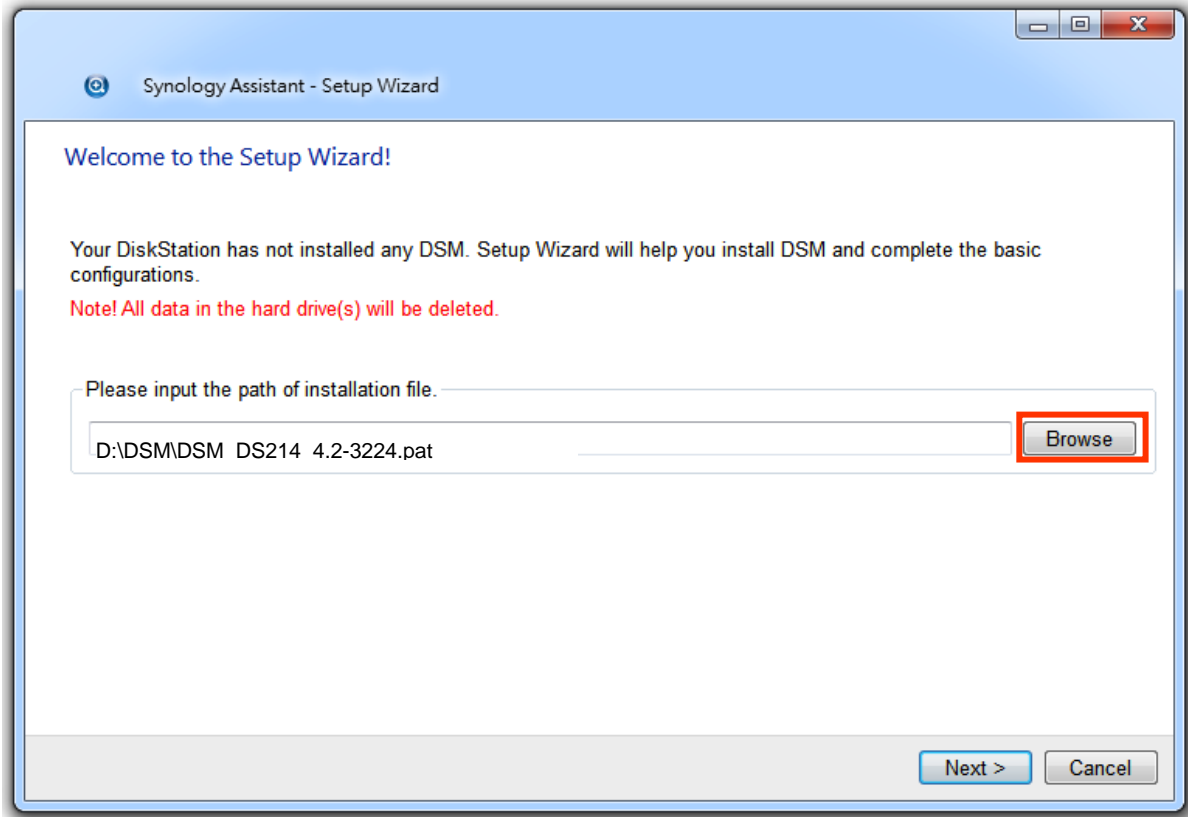 Synology Assistant - Setup Wizard
Welcome to the Setup Wizard!
Your DiskStation has not installed any DSM. Setup Wizard will help you install DSM and complete the basic
configurations.
Note! All data in the hard drive(s) will be deleted.
Please input the path of installation file.
D:\DSM\DSM DS214 4.2-3224.pat
Browse
Next >
Cancel